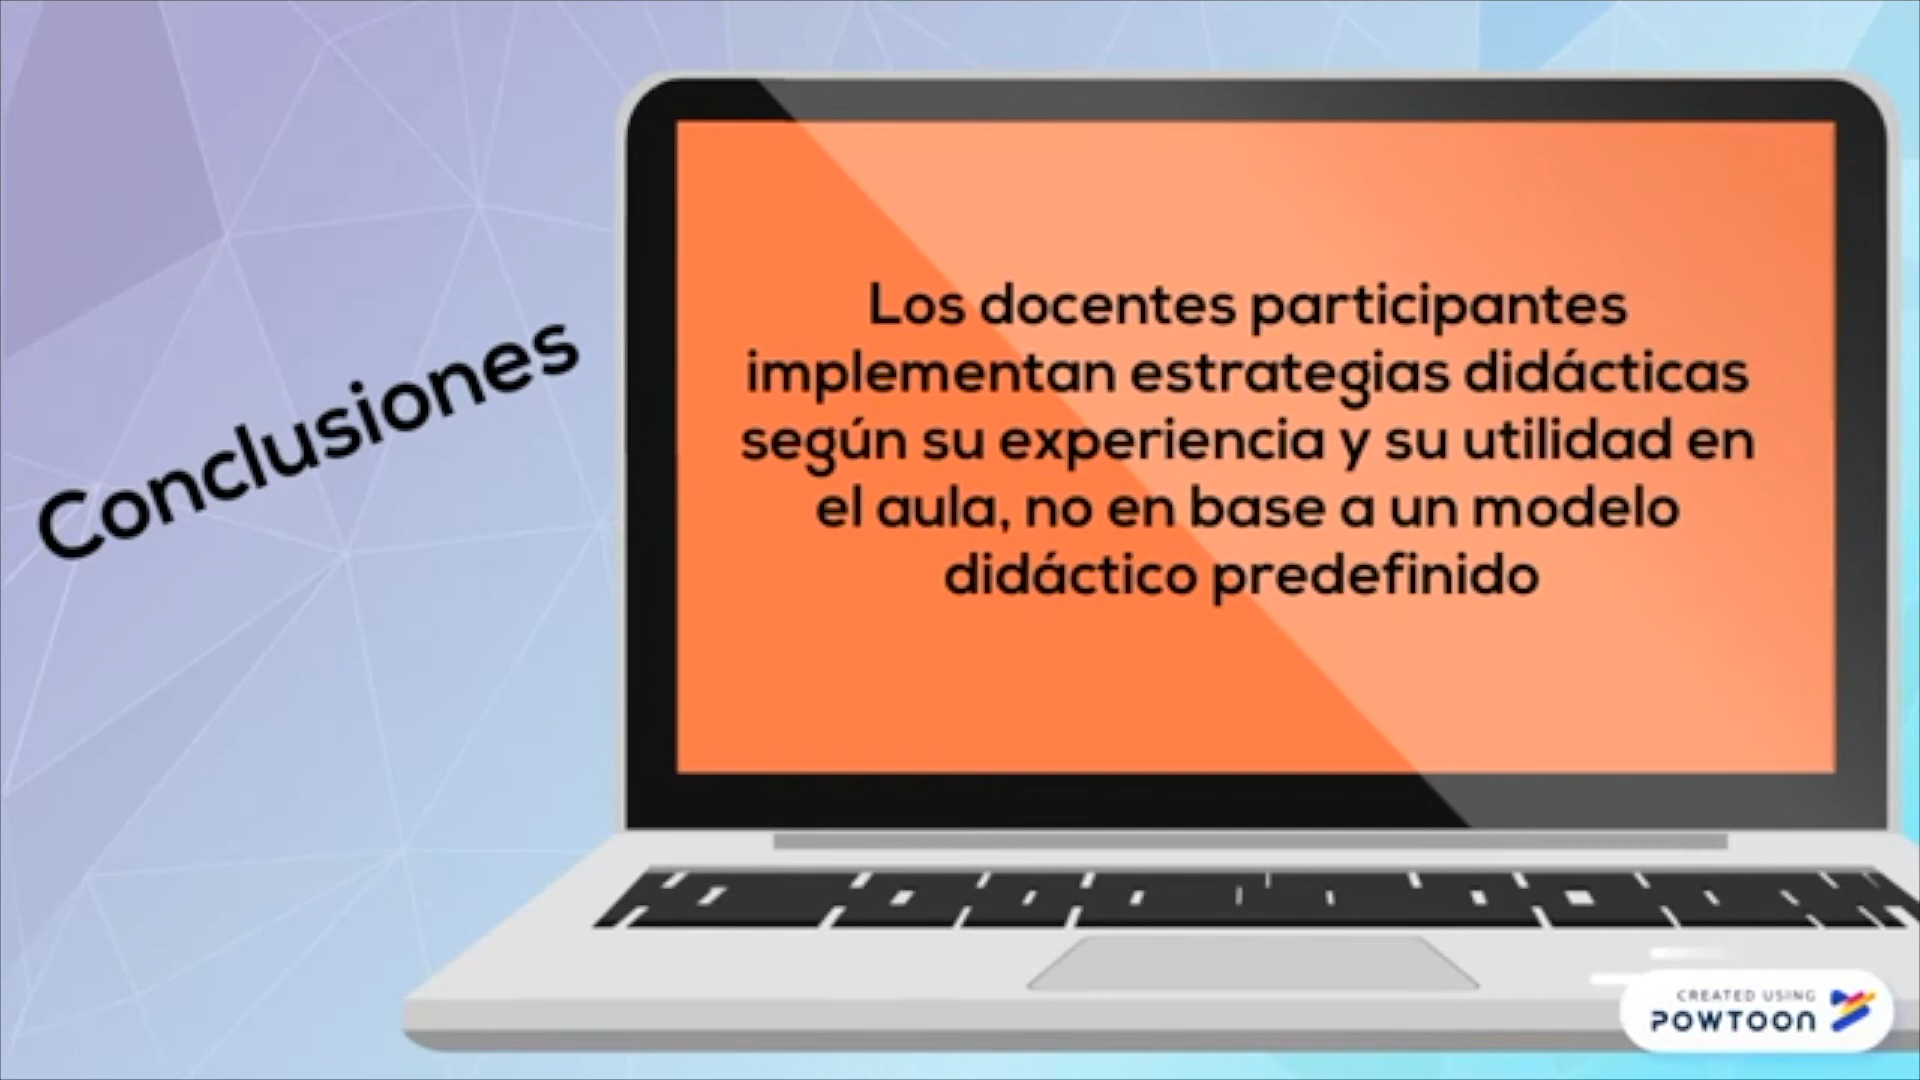 Conclusiones
Los docentes participantes
implementan estrategias didácticas
según su experiencia y su utilidad en
el aula, no en base a un modelo
didáctico predefinido
CREATED USING
POWTOON